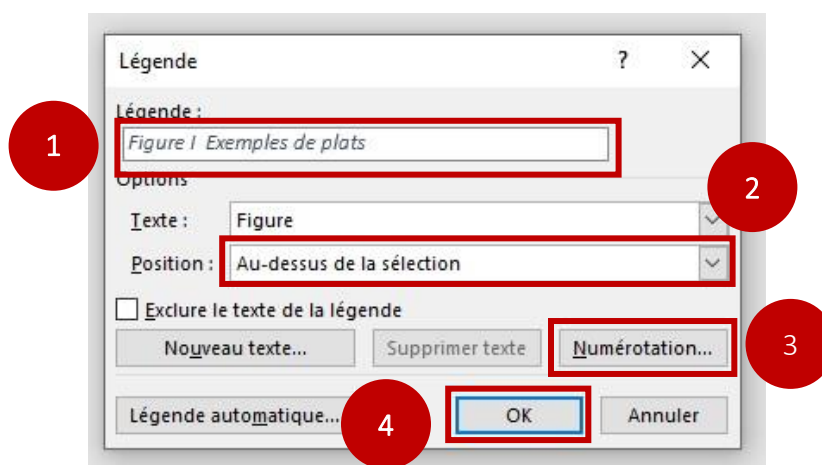 Légende ?
Légende :
1
Figure I Exemples de plats
Options
2
Texte : Figure
Position : Au-dessus de la sélection
Exclure le texte de la légende
Nouveau texte... Supprimer texte Numérotation... 3
Légende automatique... 4 OK Annuler